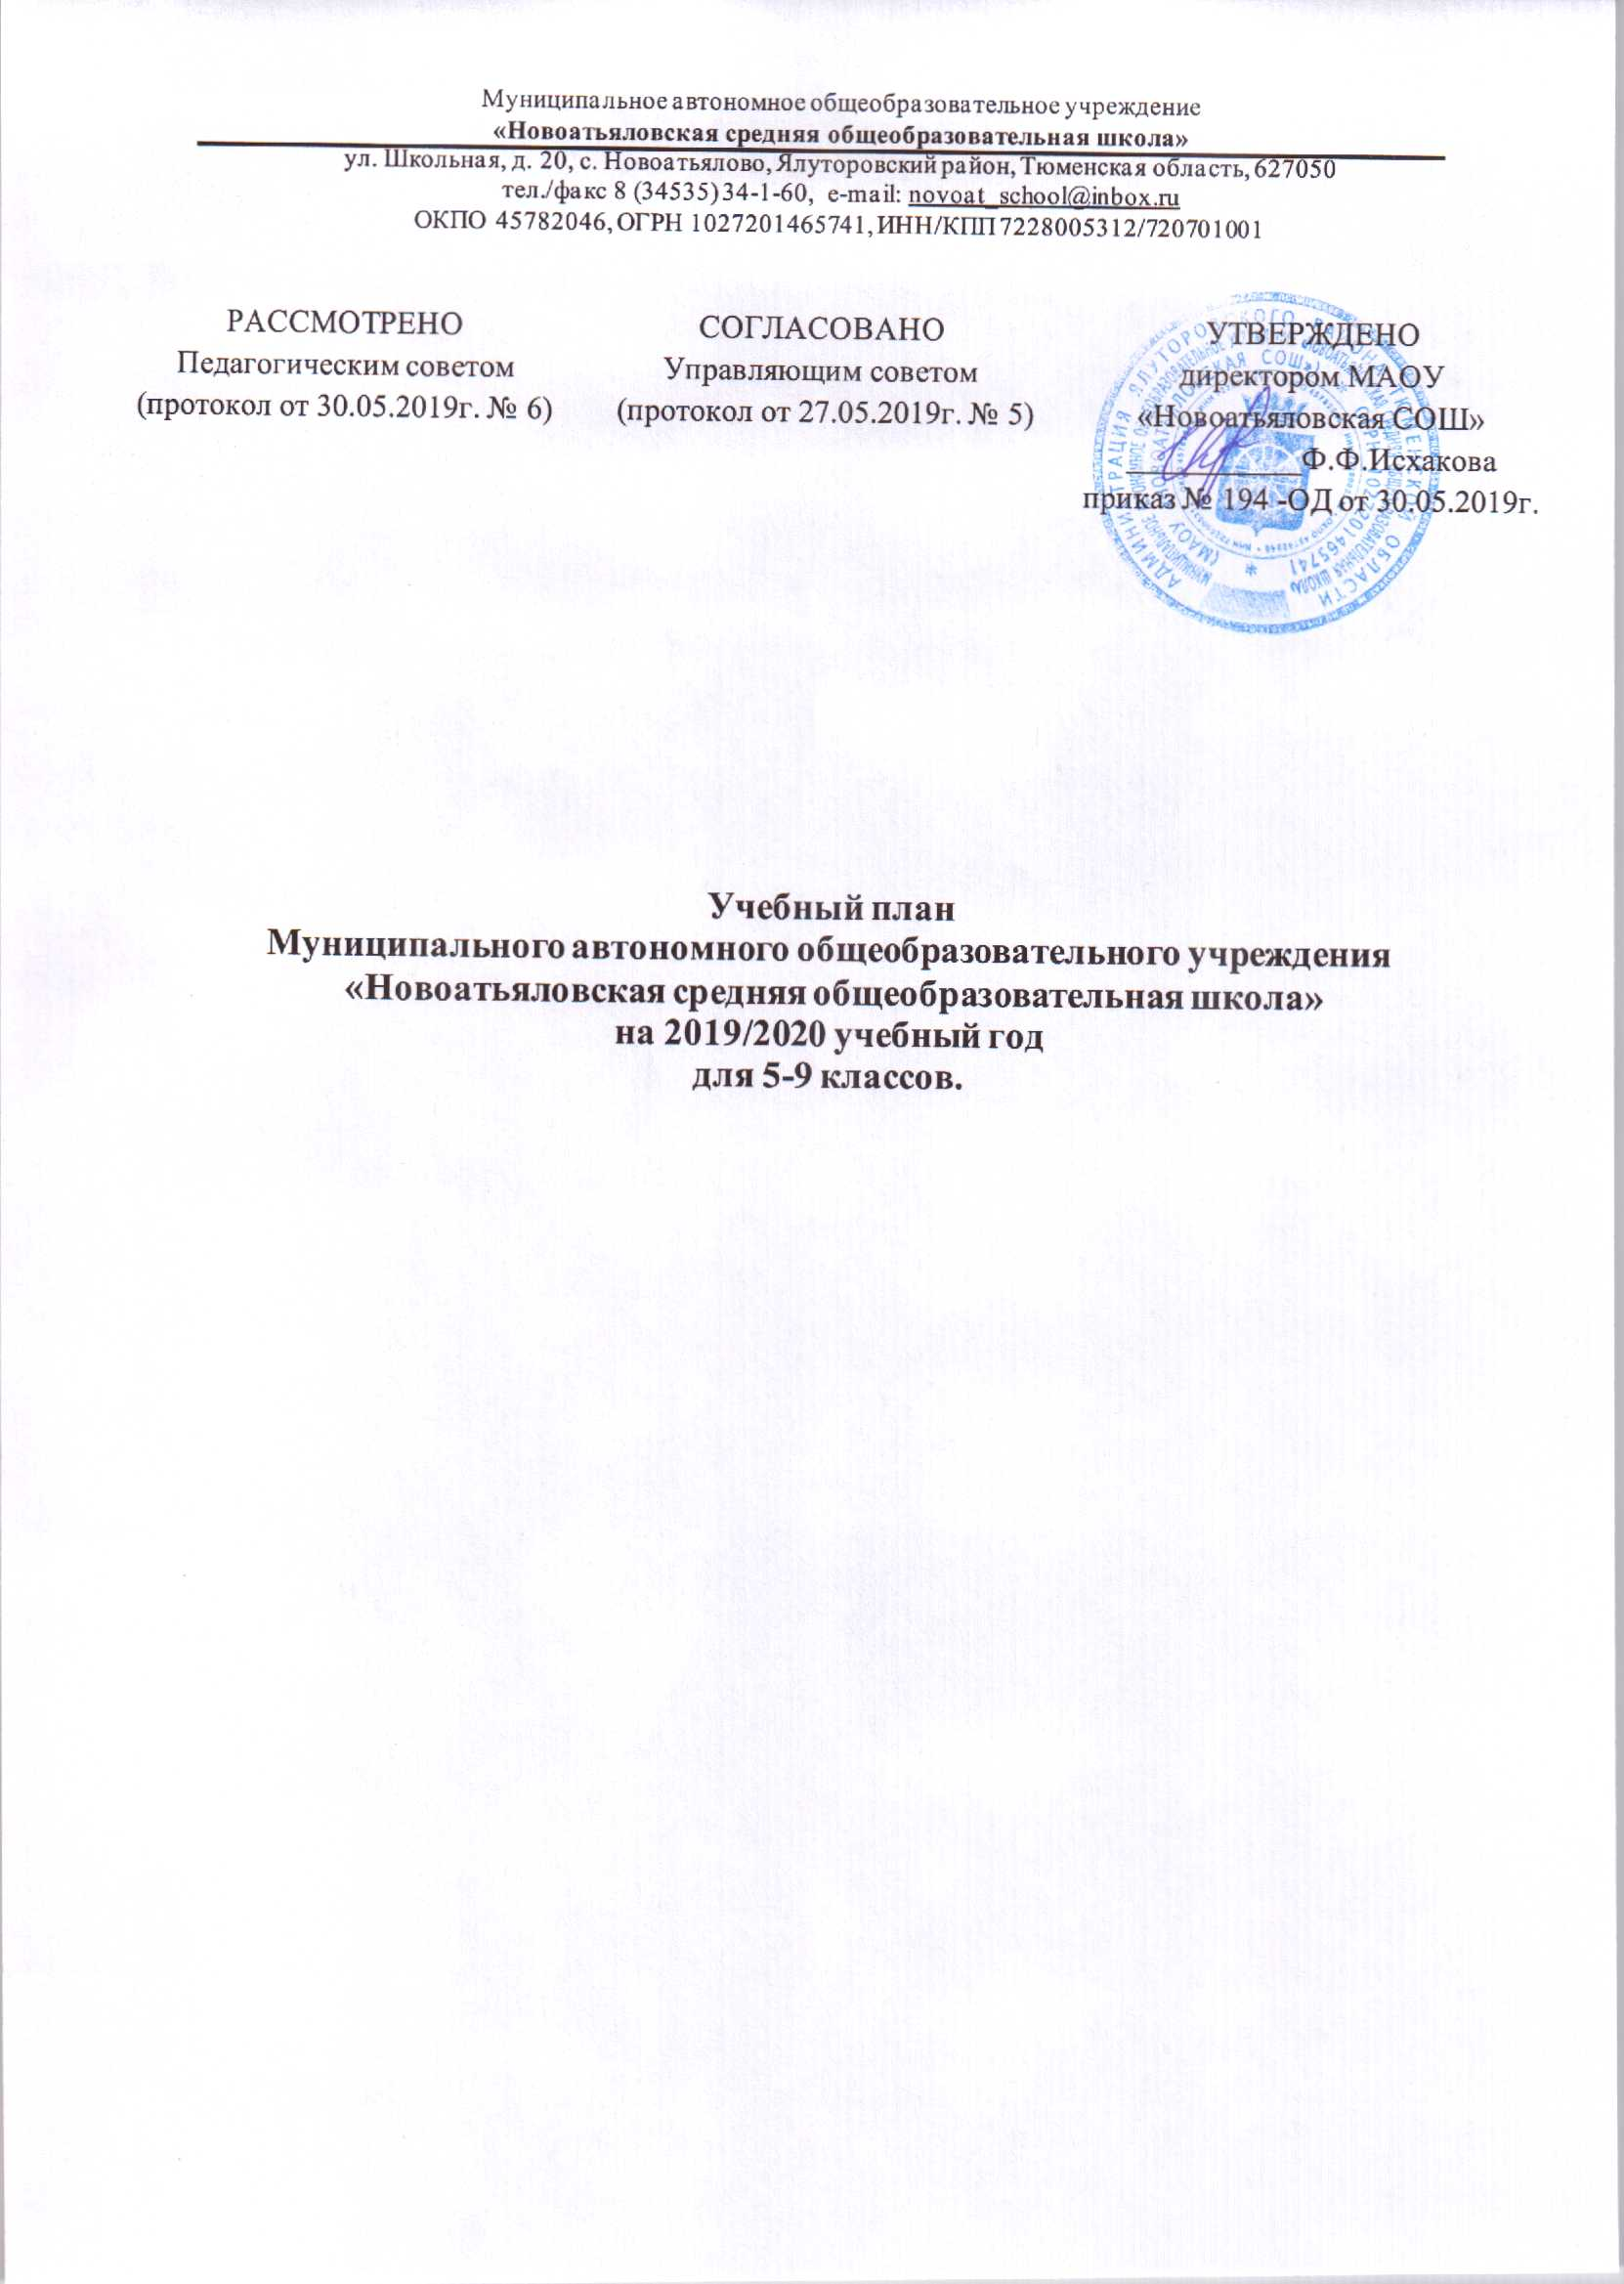 Муниципальное автономное общеобразовательное учреждение
«Новоатьяловская средняя общеобразовательная школа»
ул. Школьная, д. 20, с. Новоатьялово, Ялуторовский район, Тюменская область, 627050
тел./факс 8 (34535) 34-1-60, e-mail: novoat_school@inbox.ru
ОКПО 45782046, ОГРН 1027201465741, ИНН/КПП 7228005312/720701001
РАССМОТРЕНО
Педагогическим советом
(протокол от 30.05.2019г. № 6)
СОГЛАСОВАНО
Управляющим советом
(протокол от 27.05.2019г. № 5)
УТВЕРЖДЕНО
директором МАОУ
«Новоатьяловская СОШ»
____________Ф.Ф.Исхакова
приказ № 194 -ОД от 30.05.2019г.
Учебный план
Муниципального автономного общеобразовательного учреждения
«Новоатьяловская средняя общеобразовательная школа»
на 2019/2020 учебный год
для 5-9 классов.